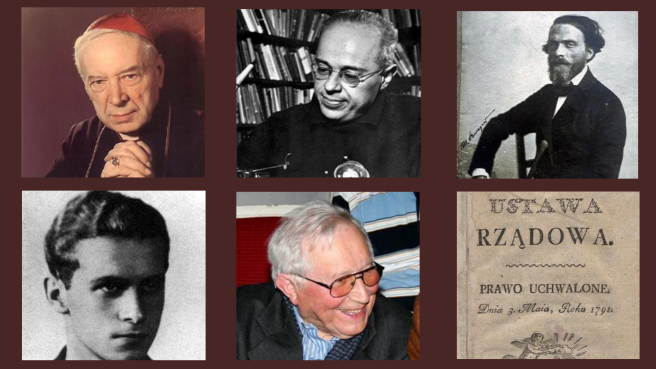 USTAWA
RZĄDOWA.
PRAWO UCHWALONE.
Dnia 3. Maia, Roku 1791.